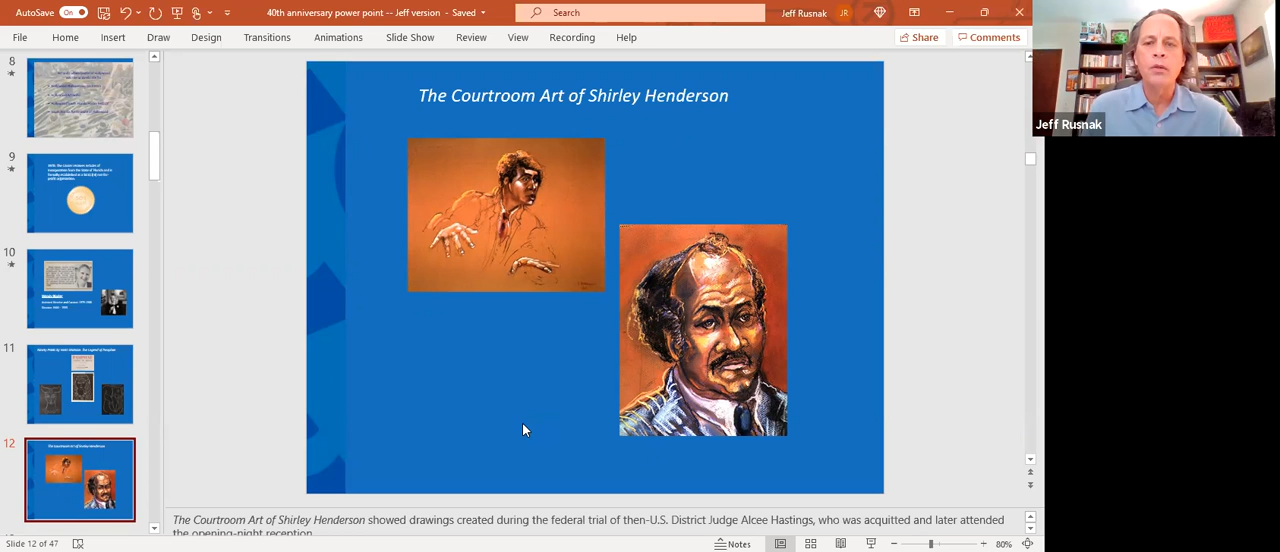 AutoSave On 40th anniversary power point -- Jeff version - Saved Search Jeff Rusnak JR
File Home Insert Draw Design Transitions Animations Slide Show Review View Recording Help Share Comments
8
9
10
11
12
The Courtroom Art of Shirley Henderson
Jeff Rusnak
The Courtroom Art of Shirley Henderson showed drawings created during the federal trial of then-U.S. District Judge Alcee Hastings, who was acquitted and later attended
the opening-night reception
Slide 12 of 47 Notes 80%